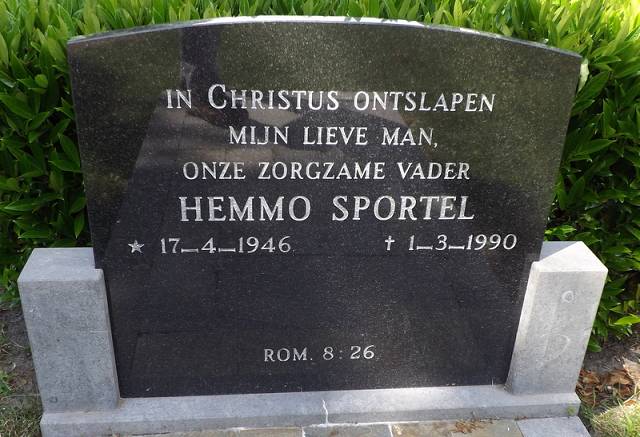 IN CHRISTUS ONTSLAPEN
MIJN LIEVE MAN,
ONZE ZORGZAME VADER
HEMMO SPORTEL
★ 17-4-1946 † 1-3-1990
ROM. 8:26